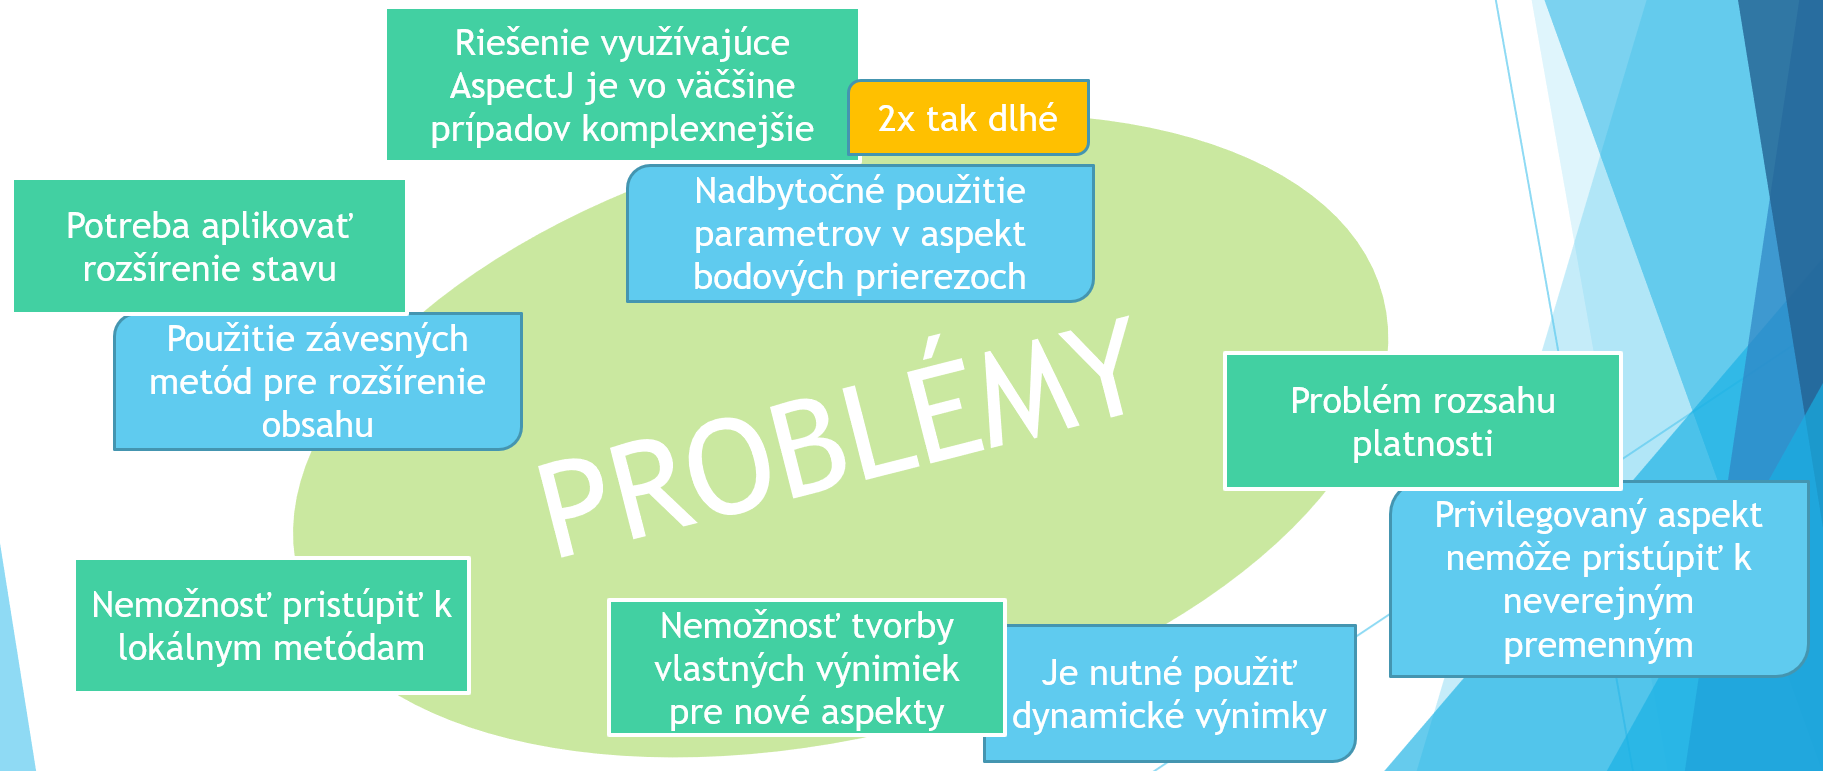 Riešenie využívajúce
AspectJ je vo väčšine
prípadov komplexnejšie
2x tak dlhé
Nadbytočné použitie
parametrov v aspekt
bodových prierezoch
Potreba aplikovať
rozšírenie stavu
Použitie závesných
metód pre rozšírenie
obsahu
PROBLÉMY
Problém rozsahu
platnosti
Privilegovaný aspekt
nemôže pristúpiť k
neverejným
premenným
Nemožnosť pristúpiť k
lokálnym metódam
Nemožnosť tvorby
vlastných výnimiek
pre nové aspekty
Je nutné použiť
dynamické výnimky